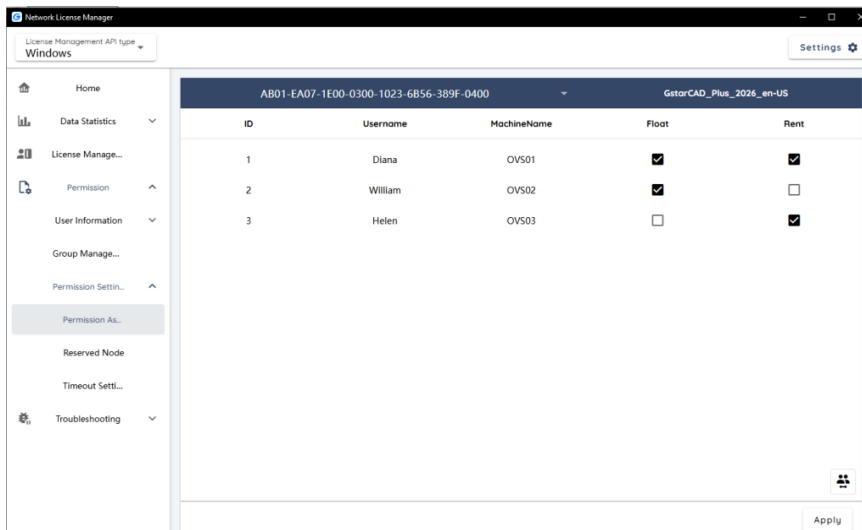 Network License Manager
License Management API type
Windows
Settings
Home
Data Statistics
License Manage...
Permission
User Information
Group Manage...
Permission Settin..
Permission As..
Reserved Node
Timeout Setti...
Troubleshooting
AB01-EA07-1E00-0300-1023-6B56-389F-0400 GstarCAD_Plus_2026_en-US
ID Username MachineName Float Rent
1 Diana OVS01
2 William OVS02
3 Helen OVS03
Apply